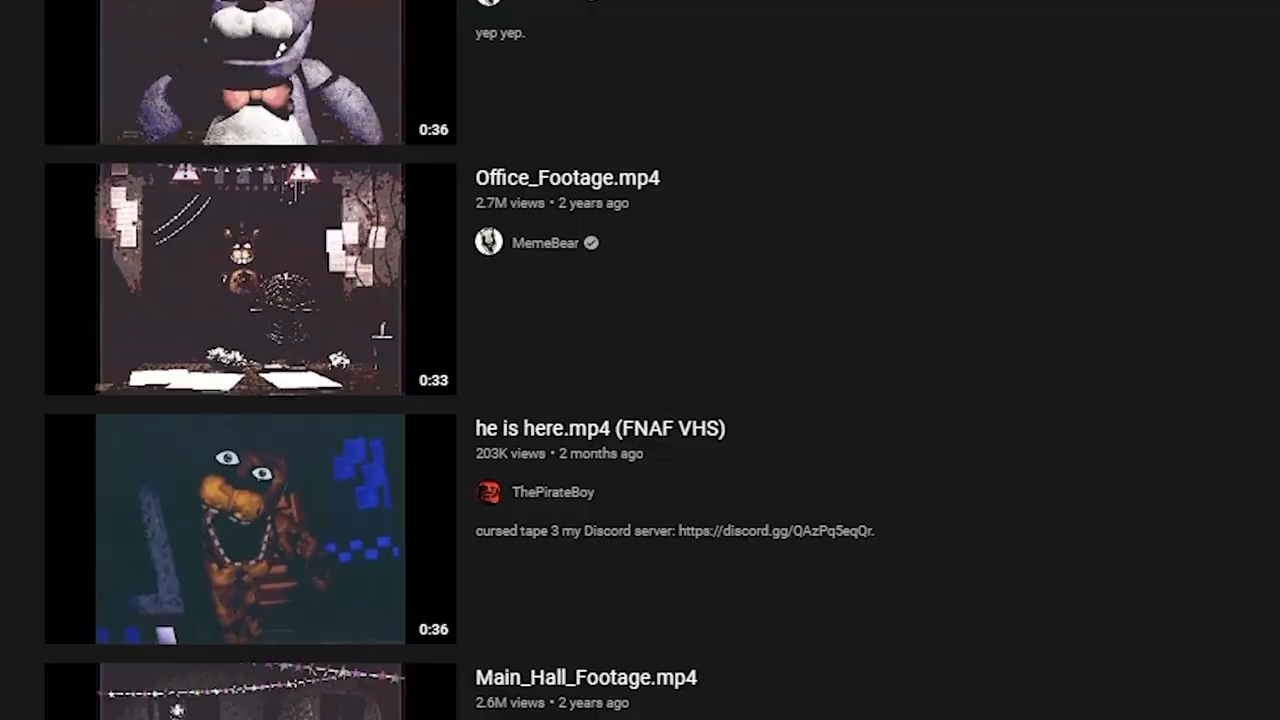 yep yep.
0:36
Office_Footage.mp4
2.7M views • 2 years ago
MemeBear
0:33
he is here.mp4 (FNAF VHS)
203K views • 2 months ago
ThePirateBoy
cursed tape 3 my Discord server: https://discord.gg/QAzPq5eqQr.
0:36
Main_Hall_Footage.mp4
2.6M views • 2 years ago